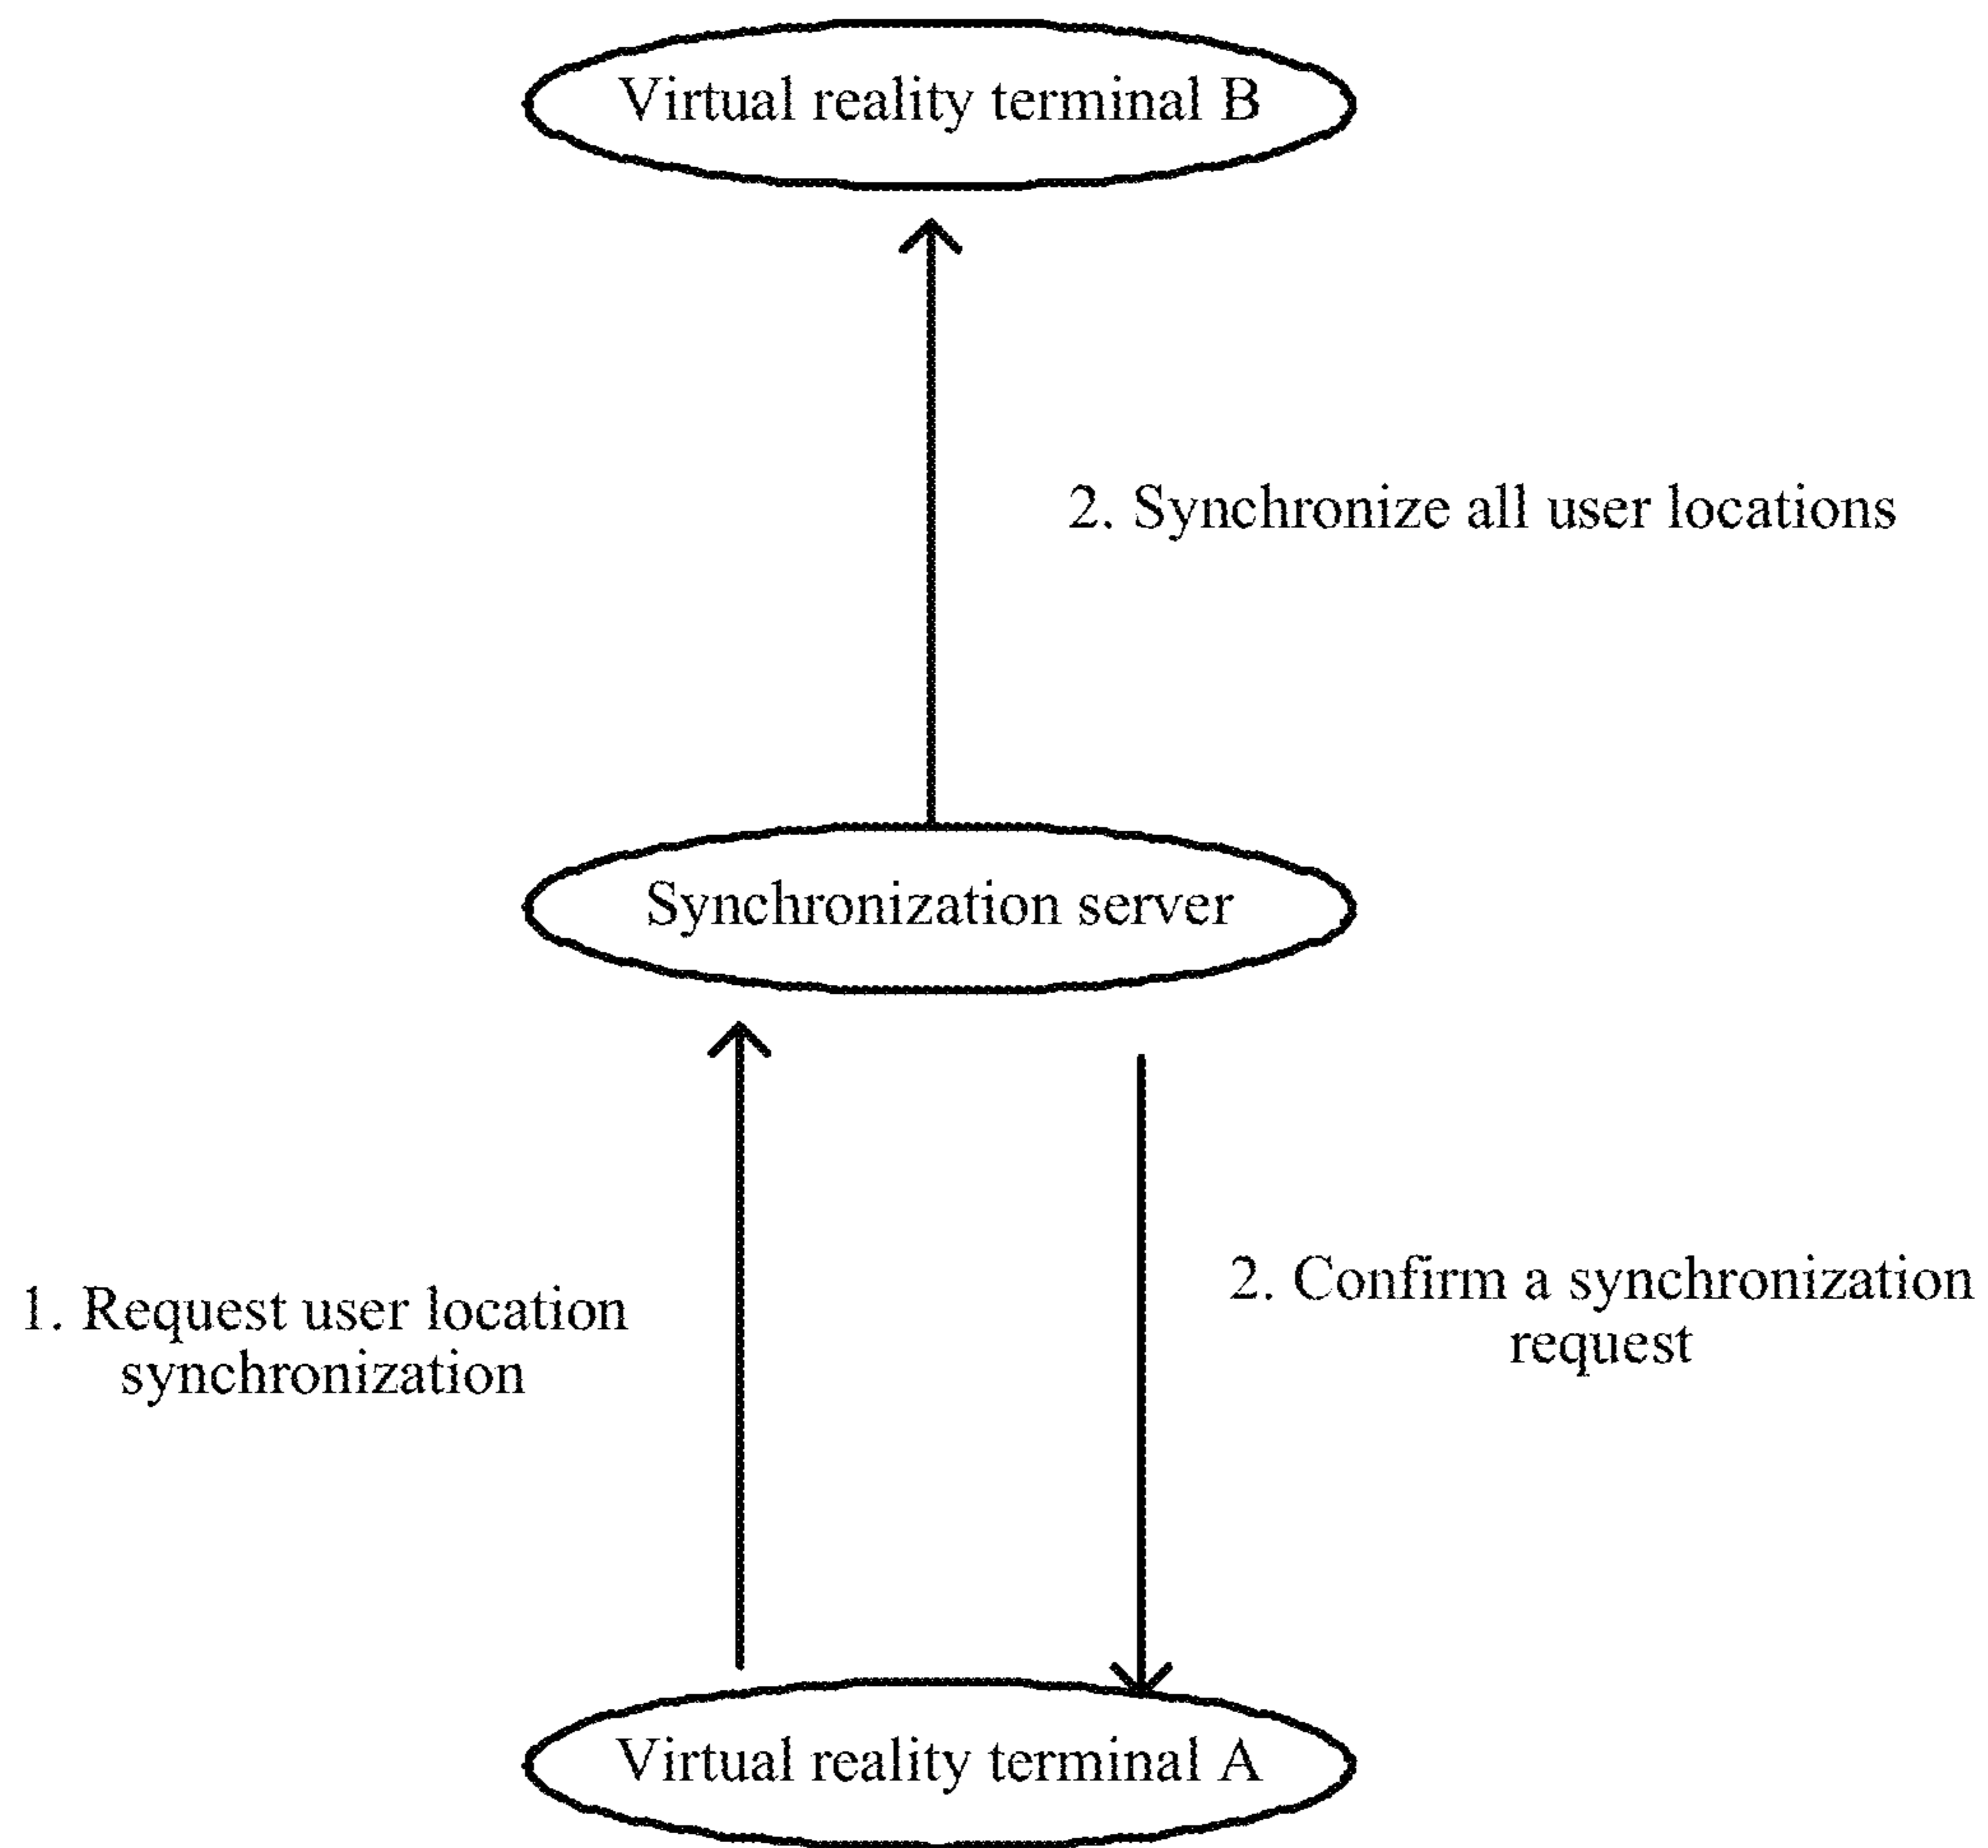 Virtual reality terminal B
2. Synchronize all user locations
Synchronization server
1. Request user location
synchronization
2. Confirm a synchronization
request
Virtual reality terminal A